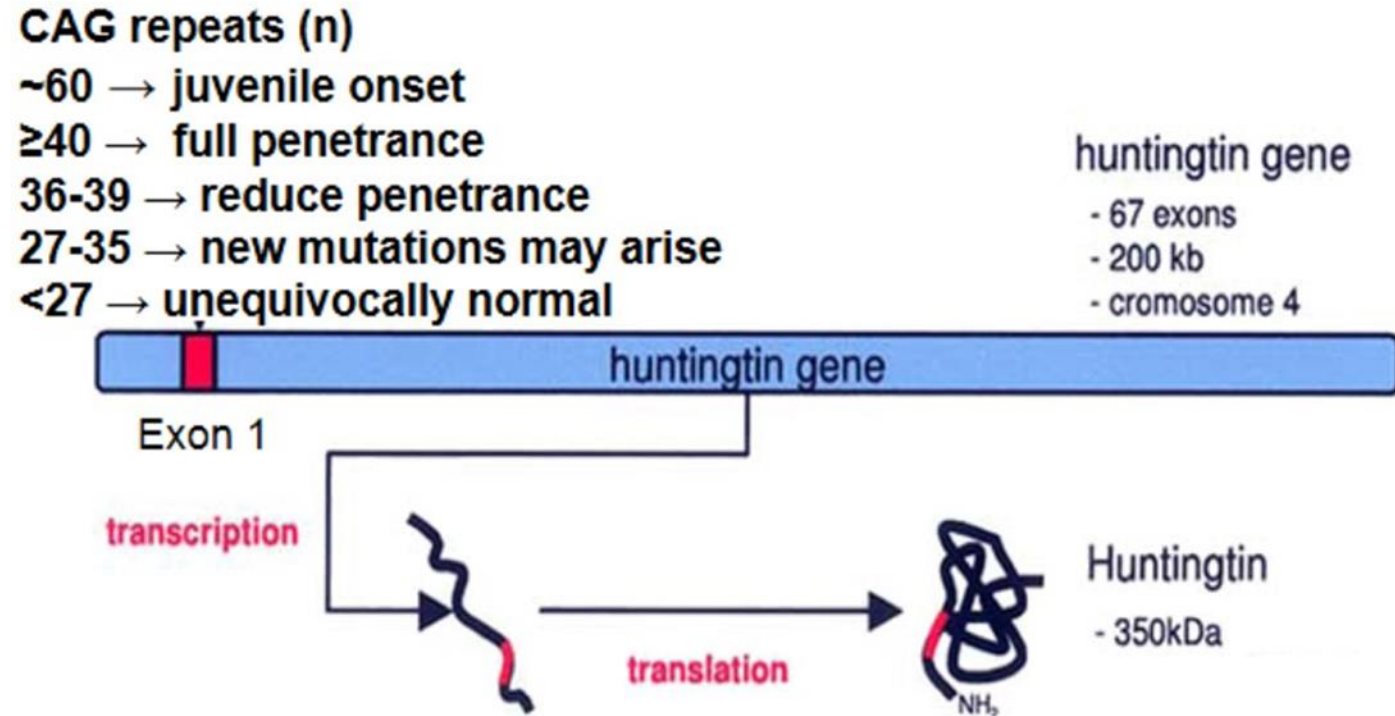 CAG repeats (n)
~60 → juvenile onset
≥40 → full penetrance
36-39 → reduce penetrance
27-35 → new mutations may arise
<27 → unequivocally normal
huntingtin gene
- 67 exons
- 200 kb
- cromosome 4
huntingtin gene
Exon 1
transcription
translation
Huntingtin
- 350kDa
NH₂